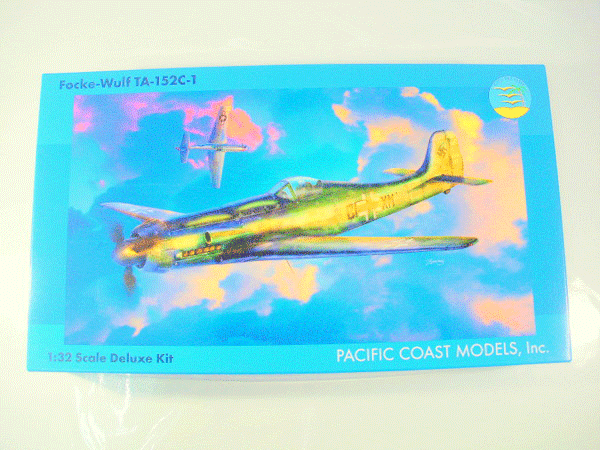 Focke-Wulf TA-152C-1
1:32 Scale Deluxe Kit
PACIFIC COAST MODELS, Inc.